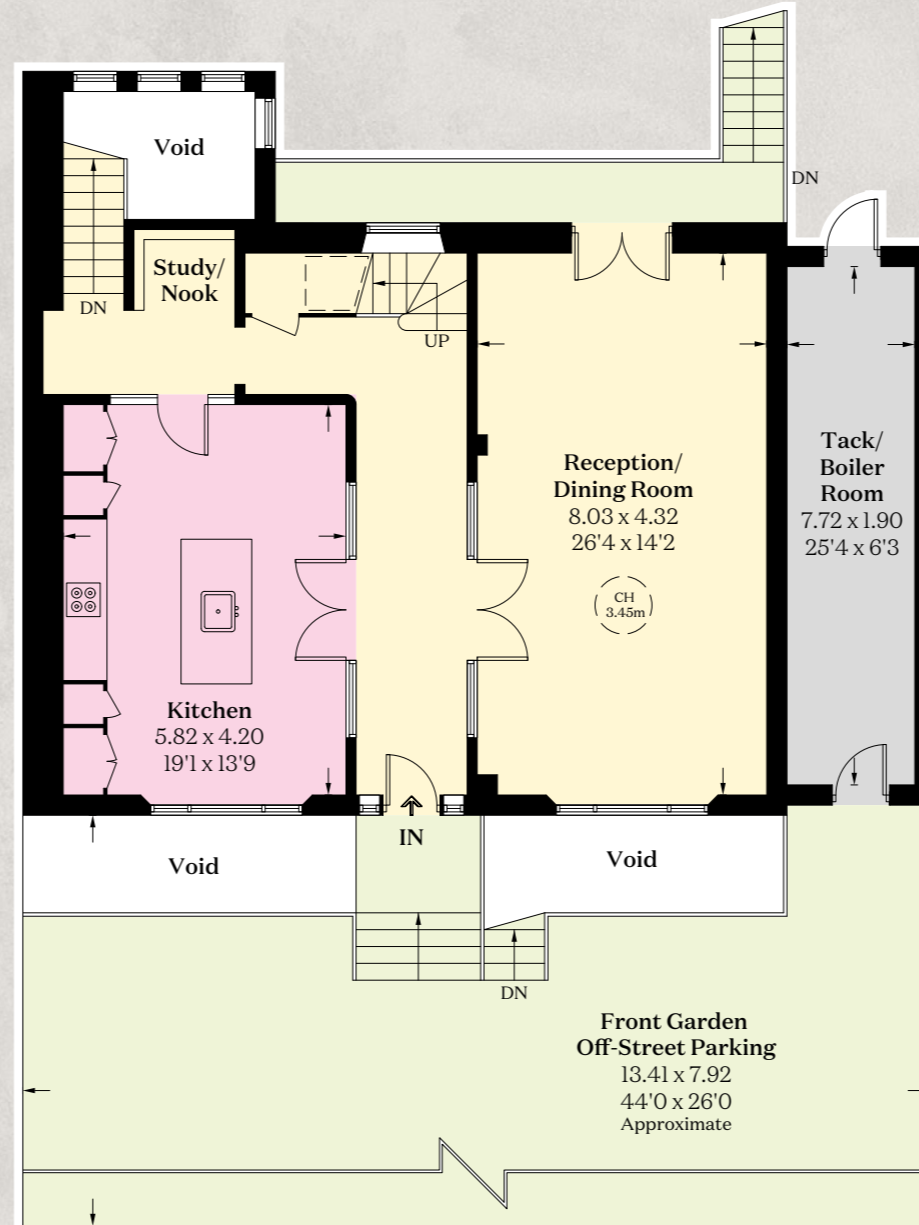 Void
DN
DN
Study/
Nook
UP
Reception/
Dining Room
8.03 x 4.32
26'4 x 14'2
CH
3.45m
Tack/
Boiler
Room
7.72 x 1.90
25'4 x 6'3
Kitchen
5.82 x 4.20
19'1 x 13'9
IN
Void
Void
DN
Front Garden
Off-Street Parking
13.41 x 7.92
44'0 x 26'0
Approximate